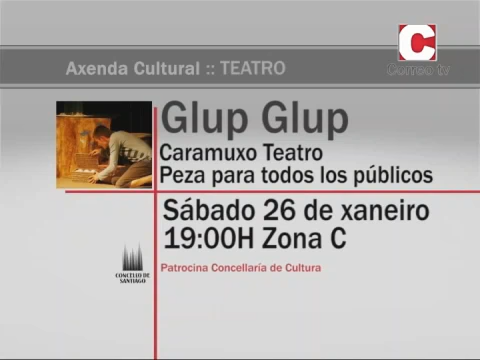 C
Correo tv
Axenda Cultural :: TEATRO
Glup Glup
Caramuxo Teatro
Peza para todos los públicos
Sábado 26 de xaneiro
19:00H Zona C
Patrocina Concellaría de Cultura
CONCELLO DE
SANTIAGO